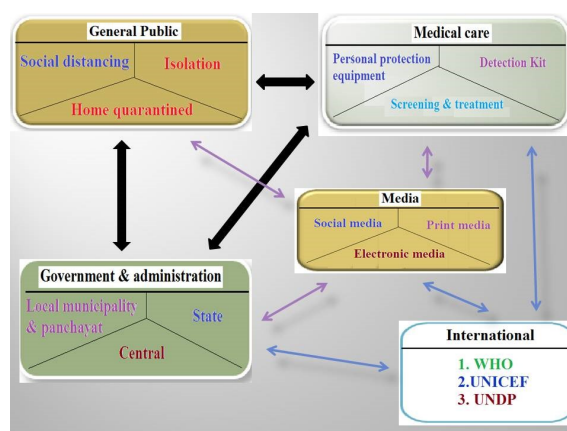 General Public
Social distancing
Isolation
Home quarantined
Medical care
Personal protection
equipment
Detection Kit
Screening & treatment
Media
Social media
Print media
Electronic media
Government & administration
Local municipality
& panchayat
State
Central
International
1. WHO
2.UNICEF
3. UNDP